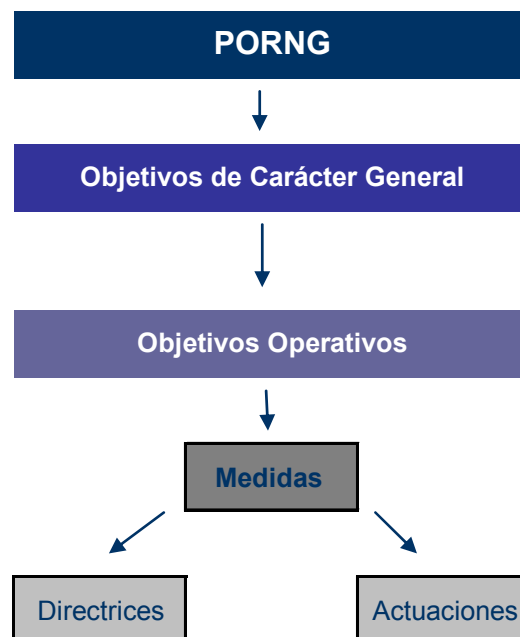 PORNG
Objetivos de Carácter General
Objetivos Operativos
Medidas
Directrices
Actuaciones